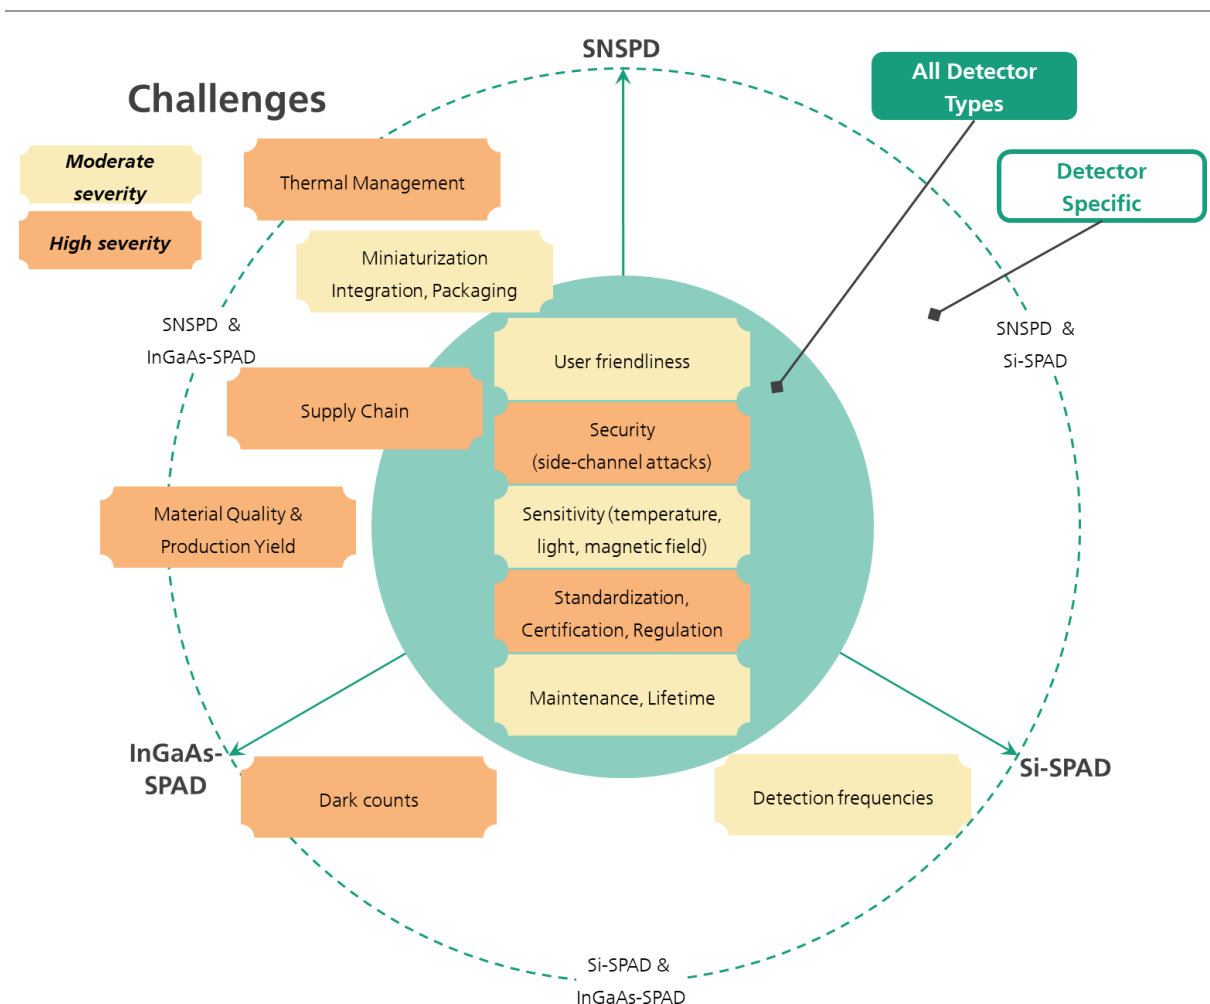 SNSPD
All Detector
Types
Challenges
Moderate
severity
High severity
Thermal Management
Detector
Specific
Miniaturization
Integration, Packaging
SNSPD &
InGaAs-SPAD
SNSPD &
Si-SPAD
User friendliness
Supply Chain
Security
(side-channel attacks)
Material Quality &
Production Yield
Sensitivity (temperature,
light, magnetic field)
Standardization,
Certification, Regulation
Maintenance, Lifetime
InGaAs-
SPAD
Si-SPAD
Dark counts
Detection frequencies
Si-SPAD &
InGaAs-SPAD